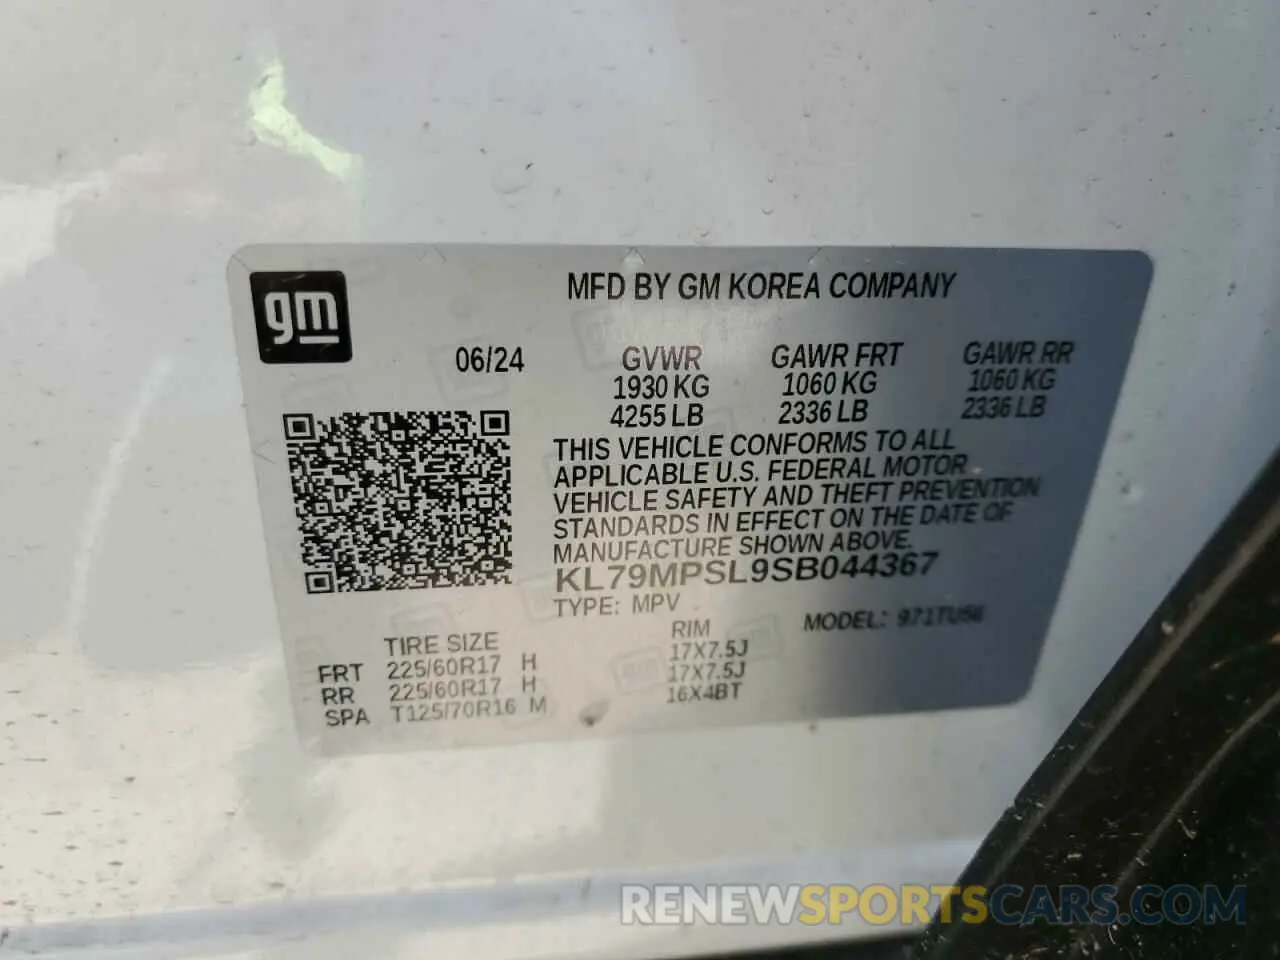 gm
MFD BY GM KOREA COMPANY
06/24 GVWR GAWR FRT GAWR RR
1930 KG 1060 KG 1060 KG
4255 LB 2336 LB 2336 LB
THIS VEHICLE CONFORMS TO ALL
APPLICABLE U.S. FEDERAL MOTOR
VEHICLE SAFETY AND THEFT PREVENTION
STANDARDS IN EFFECT ON THE DATE OF
MANUFACTURE SHOWN ABOVE.
KL79MPSL9SB044367
TYPE: MPV MODEL: 971TU56
TIRE SIZE RIM
FRT 225/60R17 H 17X7.5J
RR 225/60R17 H 17X7.5J
SPA T125/70R16 M 16X4BT
RENEWSPORTSCARS.COM